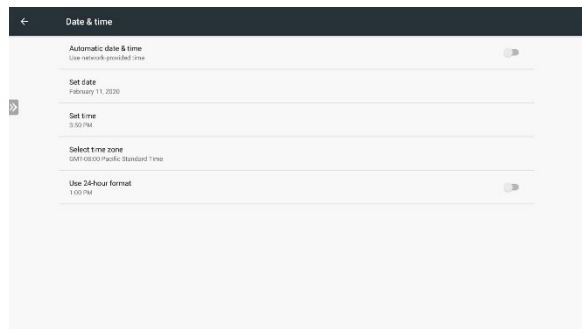 Date & time
Automatic date & time
Use network-provided time
Set date
February 11, 2020
Set time
3:50 PM
Select time zone
GMT-08:00 Pacific Standard Time
Use 24-hour format
1:00 PM